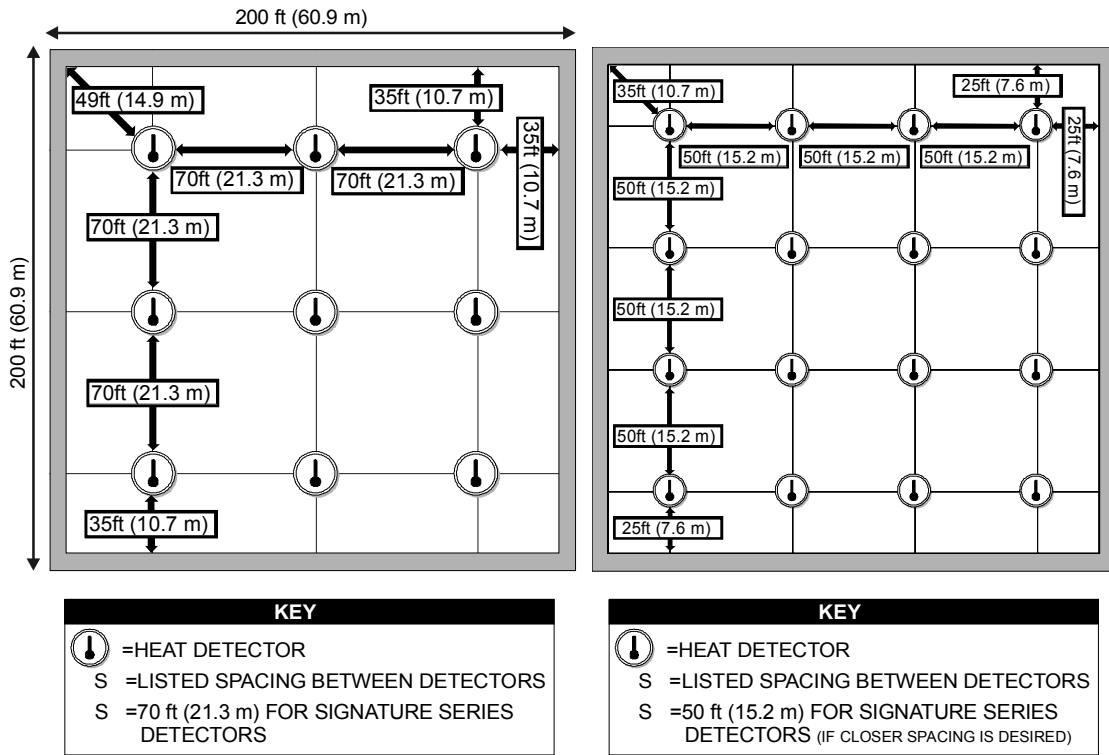 200 ft (60.9 m)
200 ft (60.9 m)
49ft (14.9 m)
35ft (10.7 m)
35ft (10.7 m)
70ft (21.3 m)
70ft (21.3 m)
70ft (21.3 m)
70ft (21.3 m)
35ft (10.7 m)
KEY
=HEAT DETECTOR
S =LISTED SPACING BETWEEN DETECTORS
S =70 ft (21.3 m) FOR SIGNATURE SERIES
DETECTORS
35ft (10.7 m)
25ft (7.6 m)
25ft (7.6 m)
50ft (15.2 m)
50ft (15.2 m)
50ft (15.2 m)
50ft (15.2 m)
50ft (15.2 m)
50ft (15.2 m)
25ft (7.6 m)
KEY
=HEAT DETECTOR
S =LISTED SPACING BETWEEN DETECTORS
S =50 ft (15.2 m) FOR SIGNATURE SERIES
DETECTORS (IF CLOSER SPACING IS DESIRED)